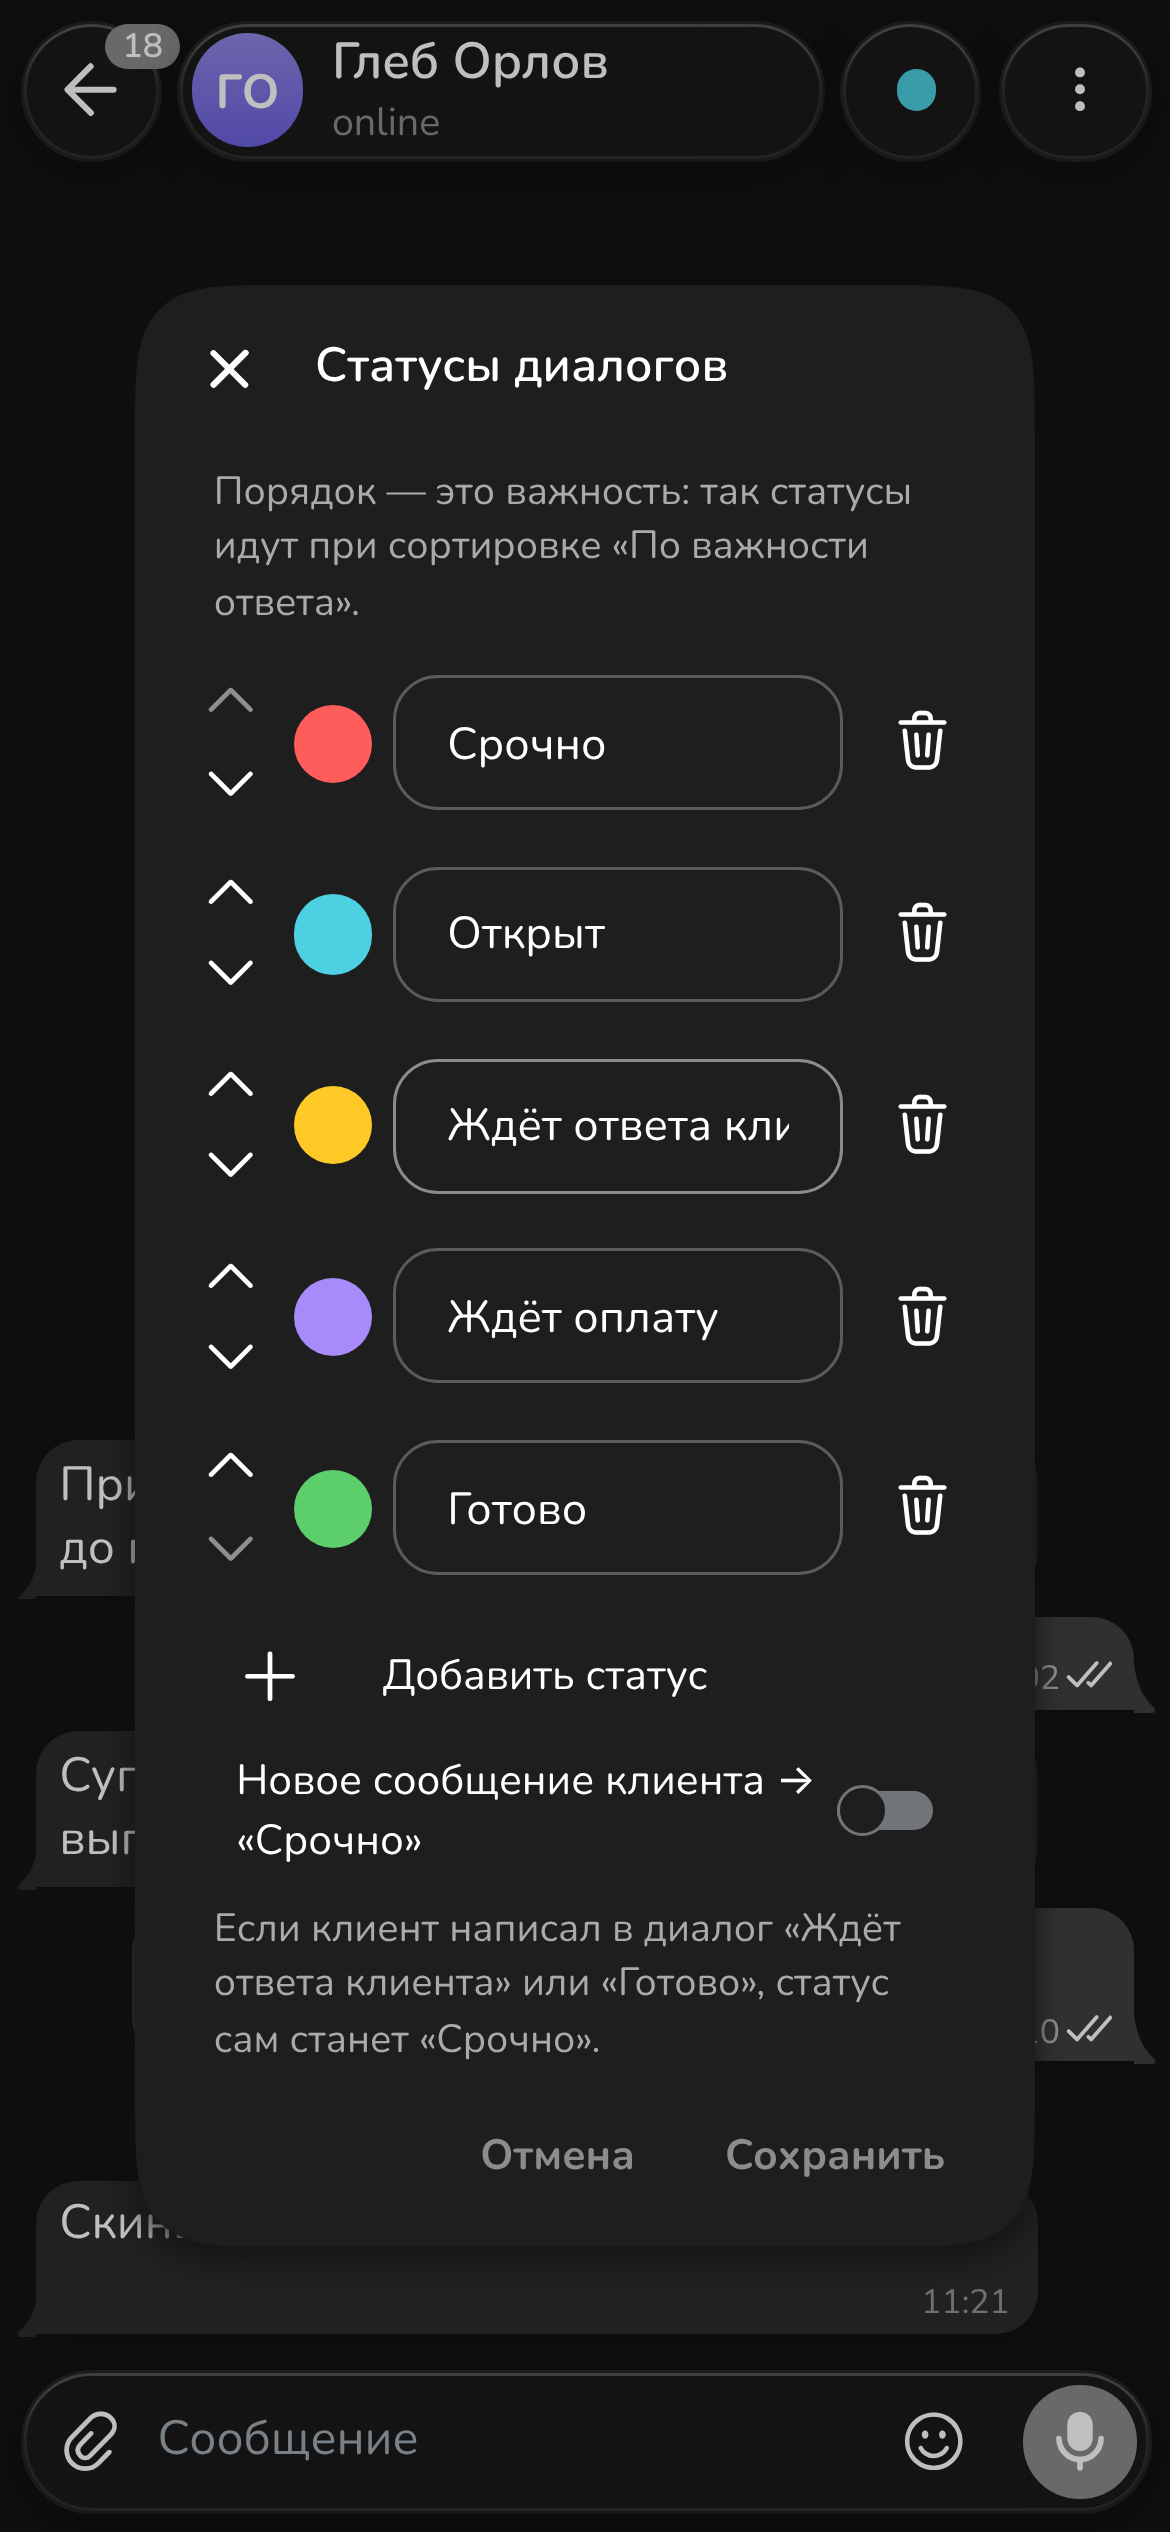 18
ГО
Глеб Орлов
online
Статусы диалогов
Порядок — это важность: так статусы
идут при сортировке «По важности
ответа».
Срочно
Открыт
Ждёт ответа кли
Ждёт оплату
Готово
Добавить статус
Новое сообщение клиента →
«Срочно»
Если клиент написал в диалог «Ждёт
ответа клиента» или «Готово», статус
сам станет «Срочно».
Отмена
Сохранить
до
11:21
Сообщение